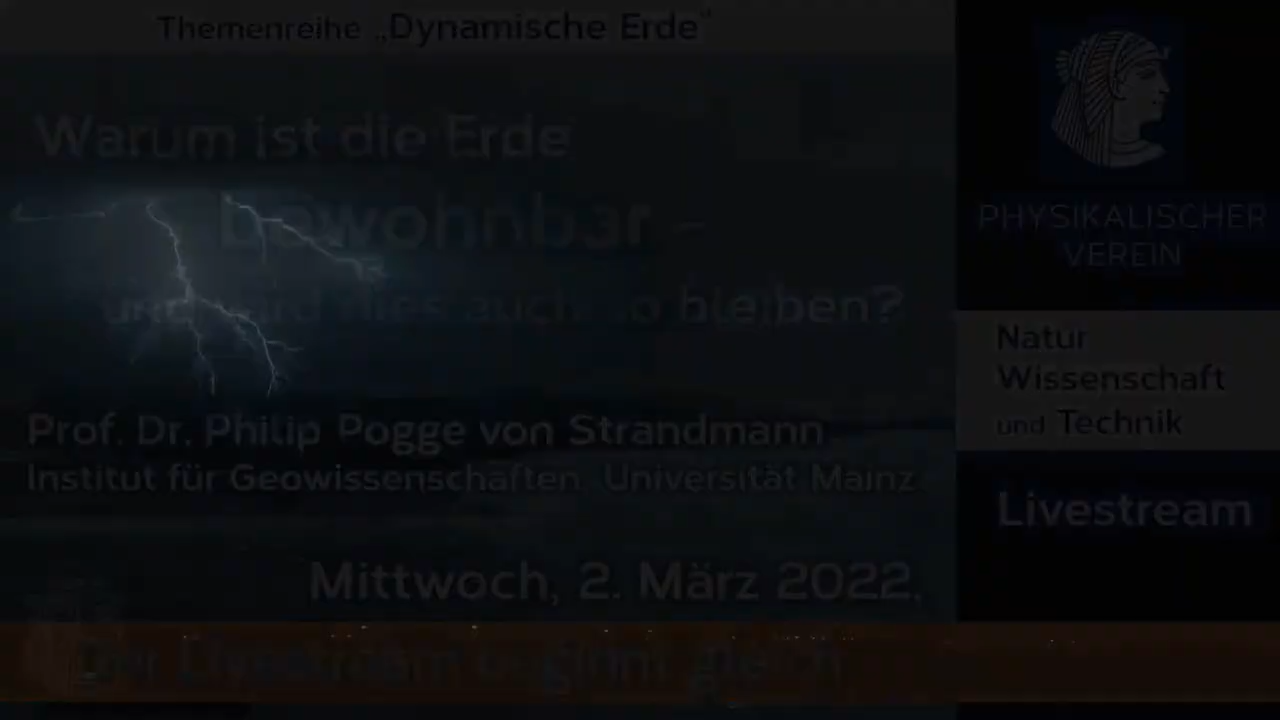 Themenreihe „Dynamische Erde“
Warum ist die Erde
bewohnbar -
und wird dies auch so bleiben?
Prof. Dr. Philip Pogge von Strandmann
Institut für Geowissenschaften, Universität Mainz,
Mittwoch, 2. März 2022,
Der Livestream beginnt gleich
PHYSIKALISCHER
VEREIN
Natur
Wissenschaft
und Technik
Livestream